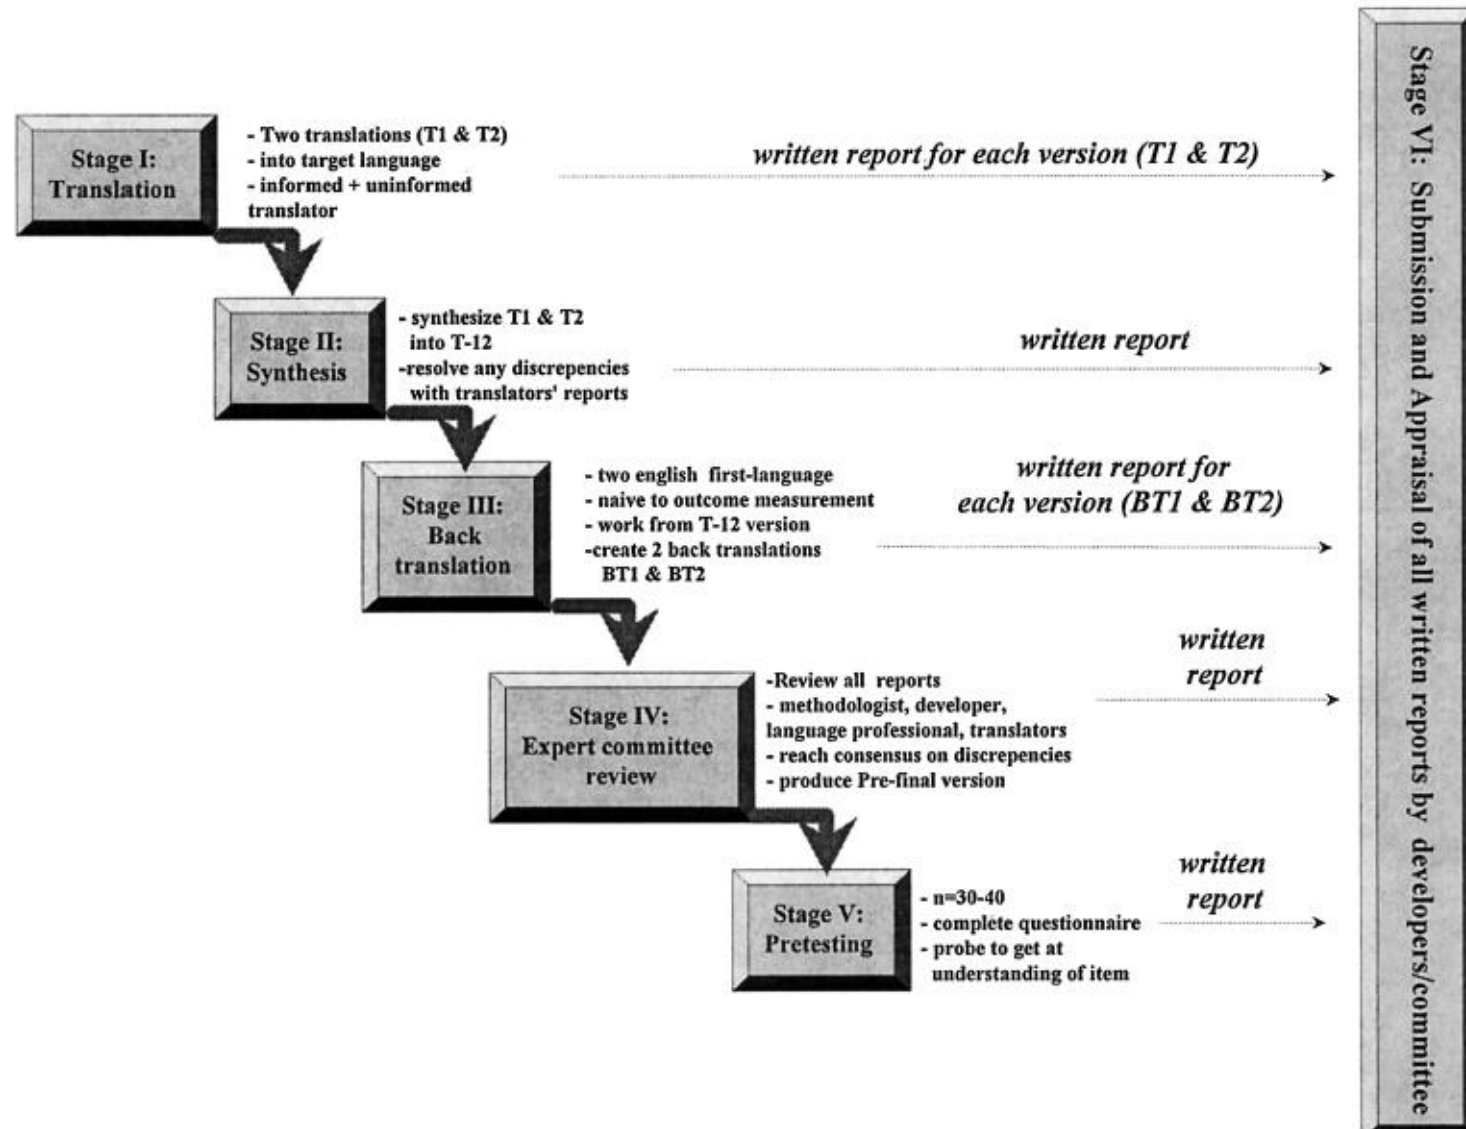 Stage I:
Translation
- Two translations (T1 & T2)
- into target language
- informed + uninformed
translator
written report for each version (T1 & T2)
Stage II:
Synthesis
- synthesize T1 & T2
into T-12
-resolve any discrepencies
with translators' reports
written report
Stage III:
Back
translation
- two english first-language
- naive to outcome measurement
- work from T-12 version
-create 2 back translations
BT1 & BT2
written report for
each version (BT1 & BT2)
Stage IV:
Expert committee
review
-Review all reports
- methodologist, developer,
language professional, translators
- reach consensus on discrepencies
- produce Pre-final version
written
report
Stage V:
Pretesting
- n=30-40
- complete questionnaire
- probe to get at
understanding of item
written
report
Stage VI: Submission and Appraisal of all written reports by developers/committee